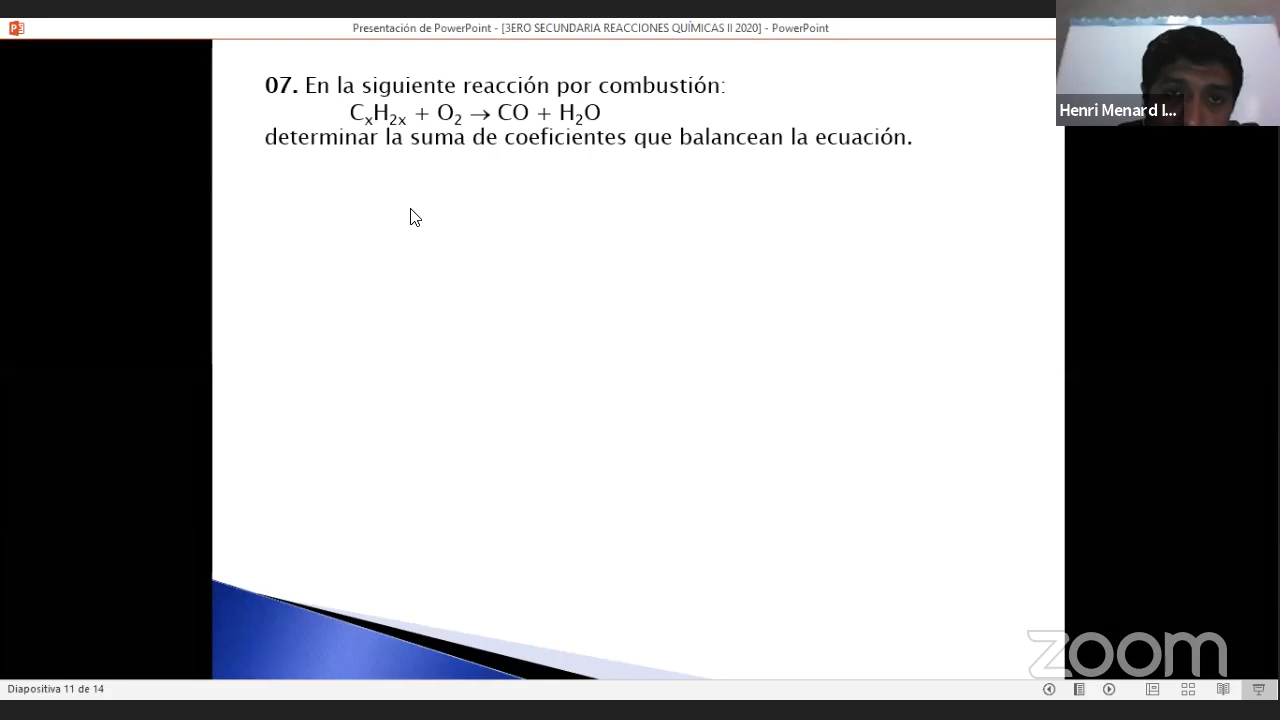 Presentación de PowerPoint - [3ERO SECUNDARIA REACCIONES QUÍMICAS II 2020] - PowerPoint
Henri Menard I...
07. En la siguiente reacción por combustión:
CₓH₂ₓ + O₂ → CO + H₂O
determinar la suma de coeficientes que balancean la ecuación.
zoom
Diapositiva 11 de 14